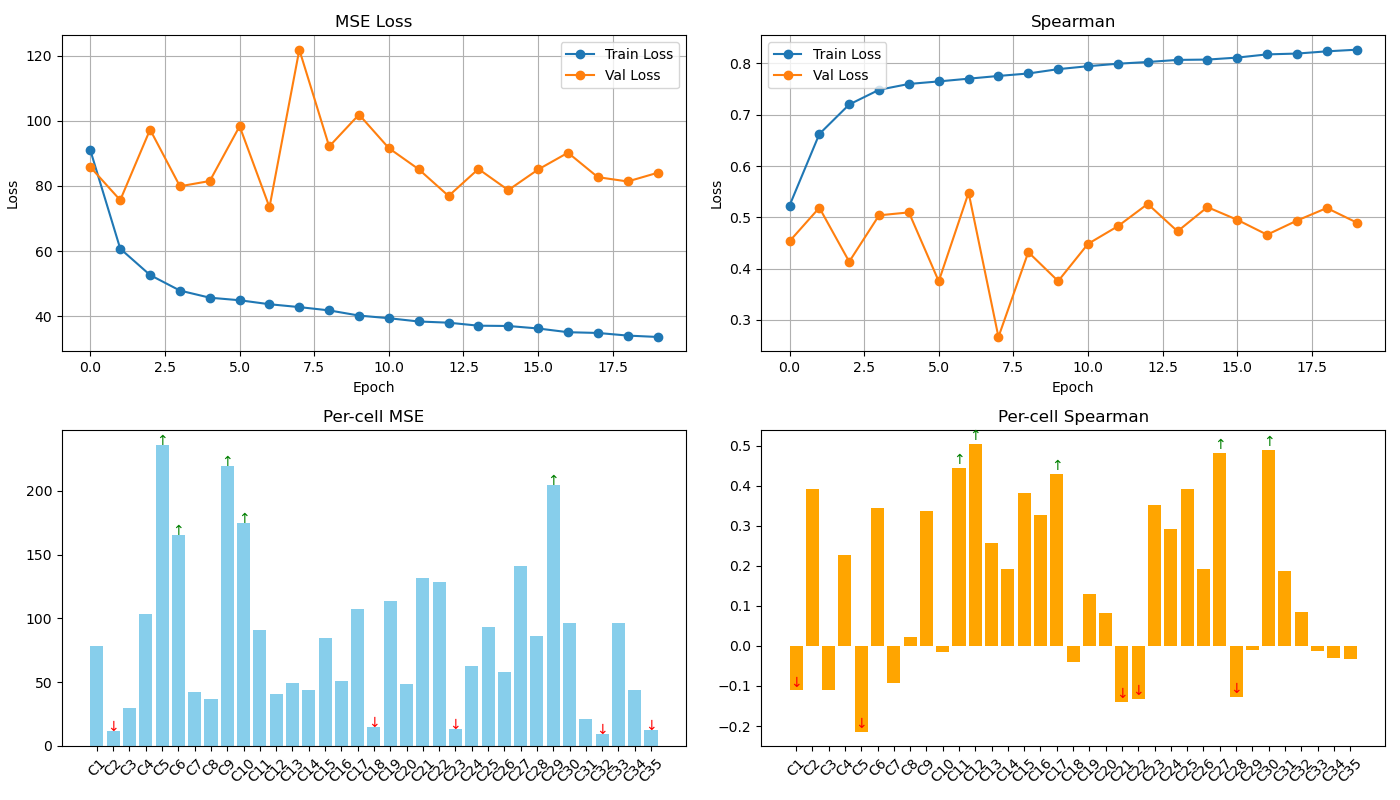 MSE Loss
Loss
120
100
80
60
40
Train Loss
Val Loss
0.0 2.5 5.0 7.5 10.0 12.5 15.0 17.5
Epoch
Spearman
Loss
0.8
0.7
0.6
0.5
0.4
0.3
Train Loss
Val Loss
0.0 2.5 5.0 7.5 10.0 12.5 15.0 17.5
Epoch
Per-cell MSE
200
150
100
50
0
↑ ↑ ↑ ↑ ↑
↓ ↓ ↓ ↓ ↓
C1 C2 C3 C4 C5 C6 C7 C8 C9 C10 C11 C12 C13 C14 C15 C16 C17 C18 C19 C20 C21 C22 C23 C24 C25 C26 C27 C28 C29 C30 C31 C32 C33 C34 C35
Per-cell Spearman
0.5
0.4
0.3
0.2
0.1
0.0
−0.1
−0.2
↑ ↑ ↑ ↑ ↑
↓ ↓ ↓ ↓ ↓
C1 C2 C3 C4 C5 C6 C7 C8 C9 C10 C11 C12 C13 C14 C15 C16 C17 C18 C19 C20 C21 C22 C23 C24 C25 C26 C27 C28 C29 C30 C31 C32 C33 C34 C35